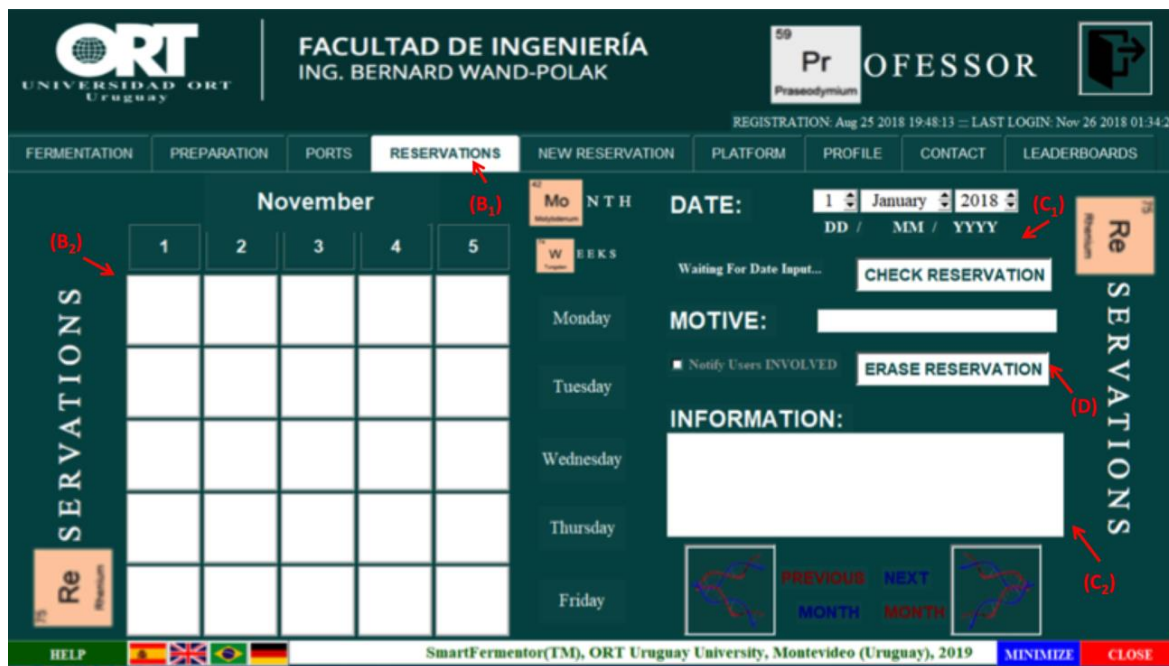 ORT
UNIVERSIDAD ORT
Uruguay
FACULTAD DE INGENIERÍA
ING. BERNARD WAND-POLAK
59
Pr
Praseodymium
OFESSOR
REGISTRATION: Aug 25 2018 19:48:13 ::: LAST LOGIN: Nov 26 2018 01:34:2
FERMENTATION PREPARATION PORTS RESERVATIONS NEW RESERVATION PLATFORM PROFILE CONTACT LEADERBOARDS
(B₁)
November
(B₂)
1 2 3 4 5
42
Mo
Molybdenum
NTH
74
W
Tungsten
EEKS
Monday
Tuesday
Wednesday
Thursday
Friday
75
Re
Rhenium
SERVATIONS
DATE: 1 January 2018
DD / MM / YYYY
(C₁)
Waiting For Date Input... CHECK RESERVATION
MOTIVE:
Notify Users INVOLVED ERASE RESERVATION
(D)
INFORMATION:
(C₂)
PREVIOUS NEXT
MONTH MONTH
75
Re
Rhenium
SERVATIONS
HELP SmartFermentor(TM), ORT Uruguay University, Montevideo (Uruguay), 2019 MINIMIZE CLOSE